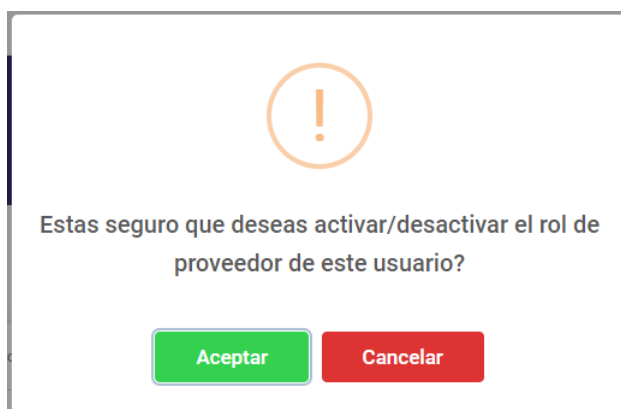 Estas seguro que deseas activar/desactivar el rol de
proveedor de este usuario?
Aceptar
Cancelar